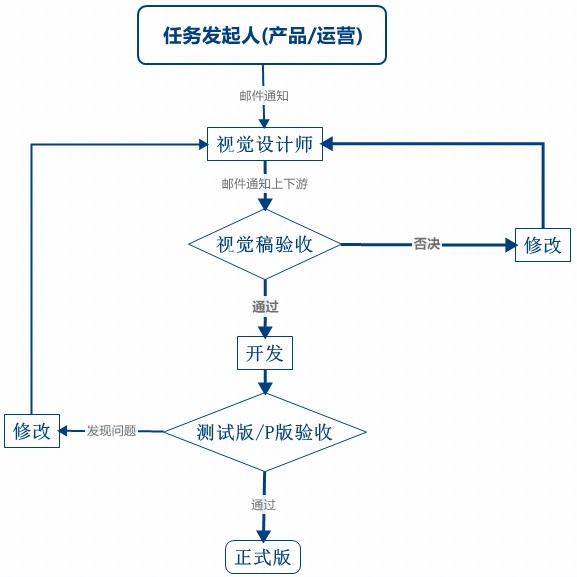 任务发起人(产品/运营)
邮件通知
视觉设计师
邮件通知上下游
视觉稿验收
否决
修改
通过
开发
测试版/P版验收
发现问题
修改
通过
正式版